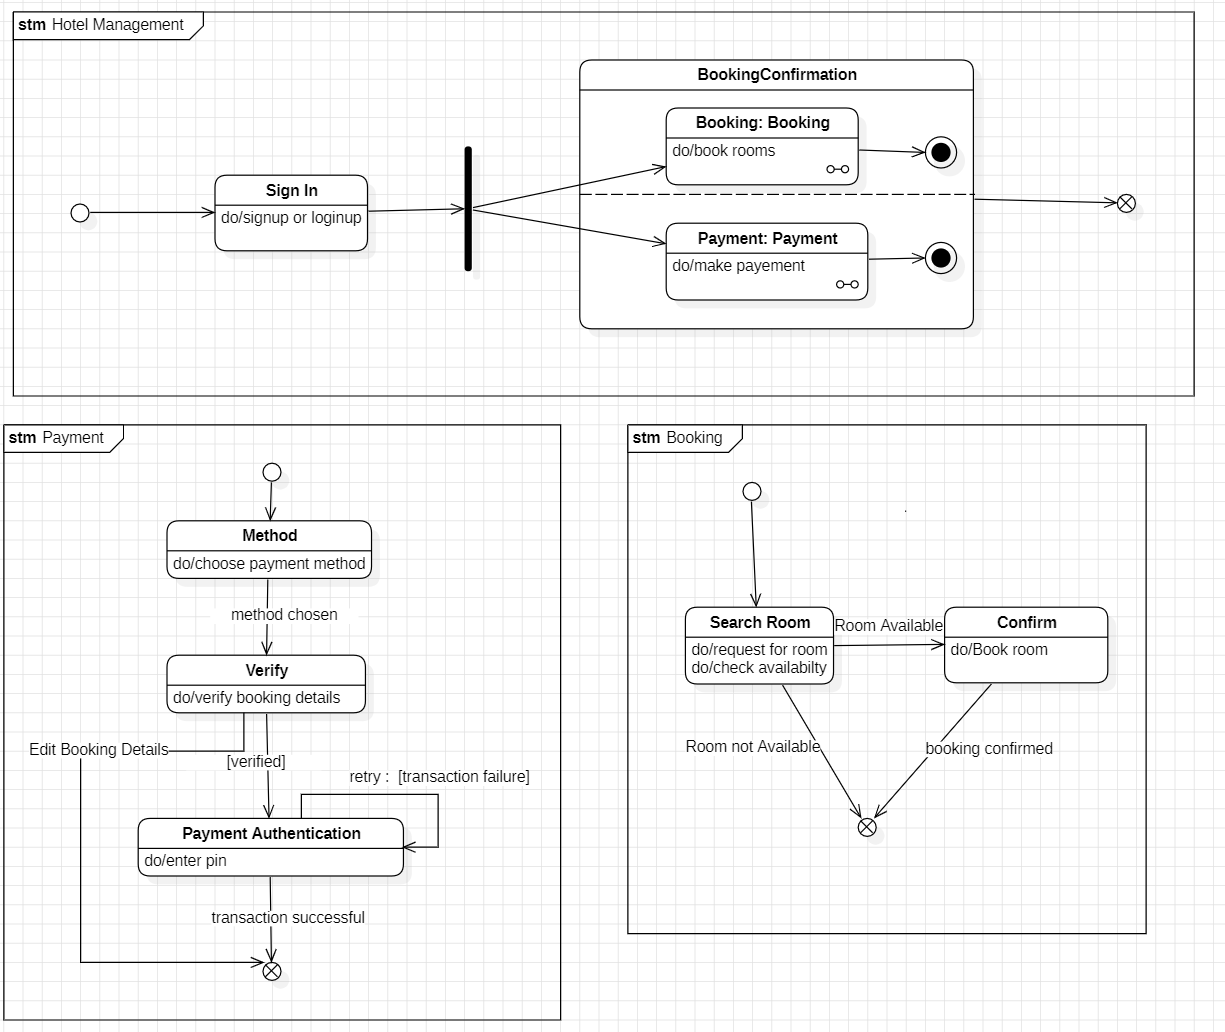 stm Hotel Management
BookingConfirmation
Booking: Booking
do/book rooms
Sign In
do/signup or loginup
Payment: Payment
do/make payement
stm Payment
Method
do/choose payment method
method chosen
Verify
do/verify booking details
Edit Booking Details
[verified]
retry : [transaction failure]
Payment Authentication
do/enter pin
transaction successful
stm Booking
Search Room
do/request for room
do/check availabilty
Room Available
Confirm
do/Book room
Room not Available
booking confirmed